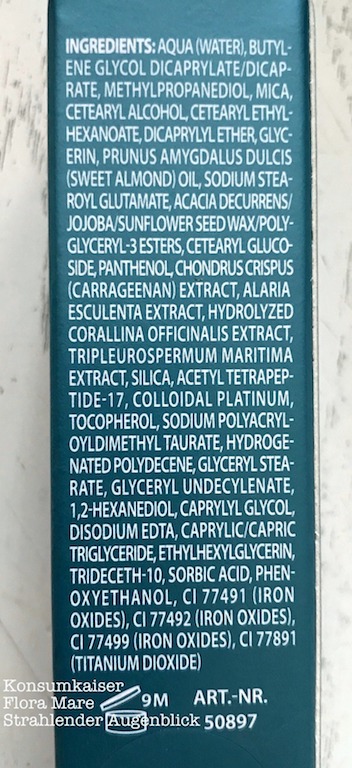 INGREDIENTS: AQUA (WATER), BUTYL-
ENE GLYCOL DICAPRYLATE/DICAP-
RATE, METHYLPROPANEDIOL, MICA,
CETEARYL ALCOHOL, CETEARYL ETHYL-
HEXANOATE, DICAPRYLYL ETHER, GLYC-
ERIN, PRUNUS AMYGDALUS DULCIS
(SWEET ALMOND) OIL, SODIUM STEA-
ROYL GLUTAMATE, ACACIA DECURRENS/
JOJOBA/SUNFLOWER SEED WAX/POLY-
GLYCERYL-3 ESTERS, CETEARYL GLUCO-
SIDE, PANTHENOL, CHONDRUS CRISPUS
(CARRAGEENAN) EXTRACT, ALARIA
ESCULENTA EXTRACT, HYDROLYZED
CORALLINA OFFICINALIS EXTRACT,
TRIPLEUROSPERMUM MARITIMA
EXTRACT, SILICA, ACETYL TETRAPEP-
TIDE-17, COLLOIDAL PLATINUM,
TOCOPHEROL, SODIUM POLYACRYL-
OYLDIMETHYL TAURATE, HYDROGE-
NATED POLYDECENE, GLYCERYL STEA-
RATE, GLYCERYL UNDECYLENATE,
1,2-HEXANEDIOL, CAPRYLYL GLYCOL,
DISODIUM EDTA, CAPRYLIC/CAPRIC
TRIGLYCERIDE, ETHYLHEXYLGLYCERIN,
TRIDECETH-10, SORBIC ACID, PHEN-
OXYETHANOL, CI 77491 (IRON
OXIDES), CI 77492 (IRON OXIDES),
CI 77499 (IRON OXIDES), CI 77891
(TITANIUM DIOXIDE)
9M ART.-NR.
50897
Konsumkaiser
Flora Mare
Strahlender Augenblick